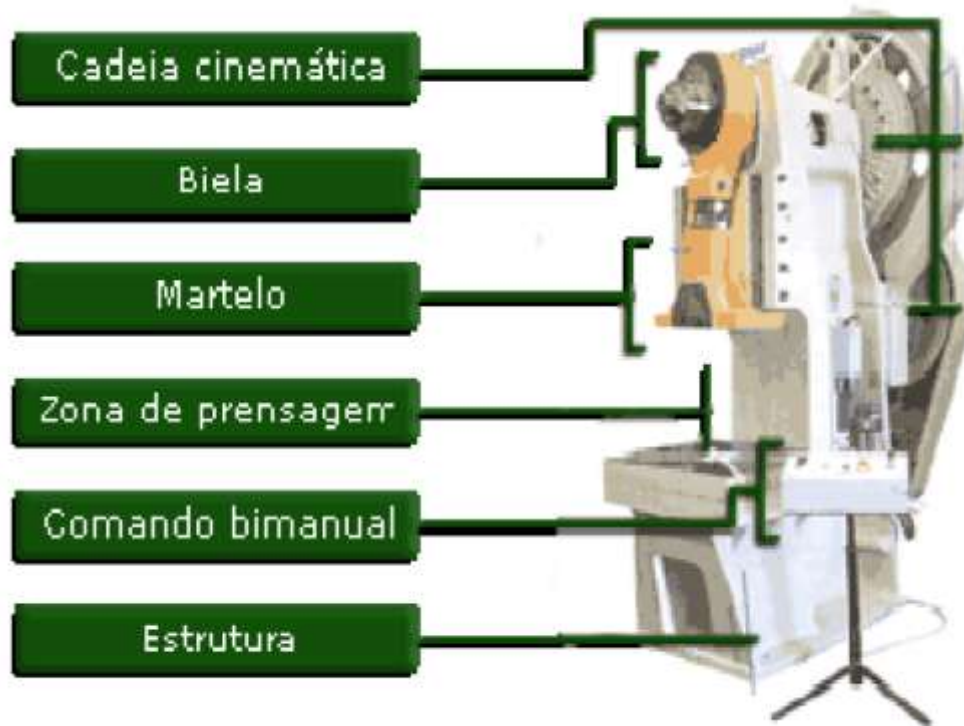 Cadeia cinemática
Biela
Martelo
Zona de prensagem
Comando bimanual
Estrutura